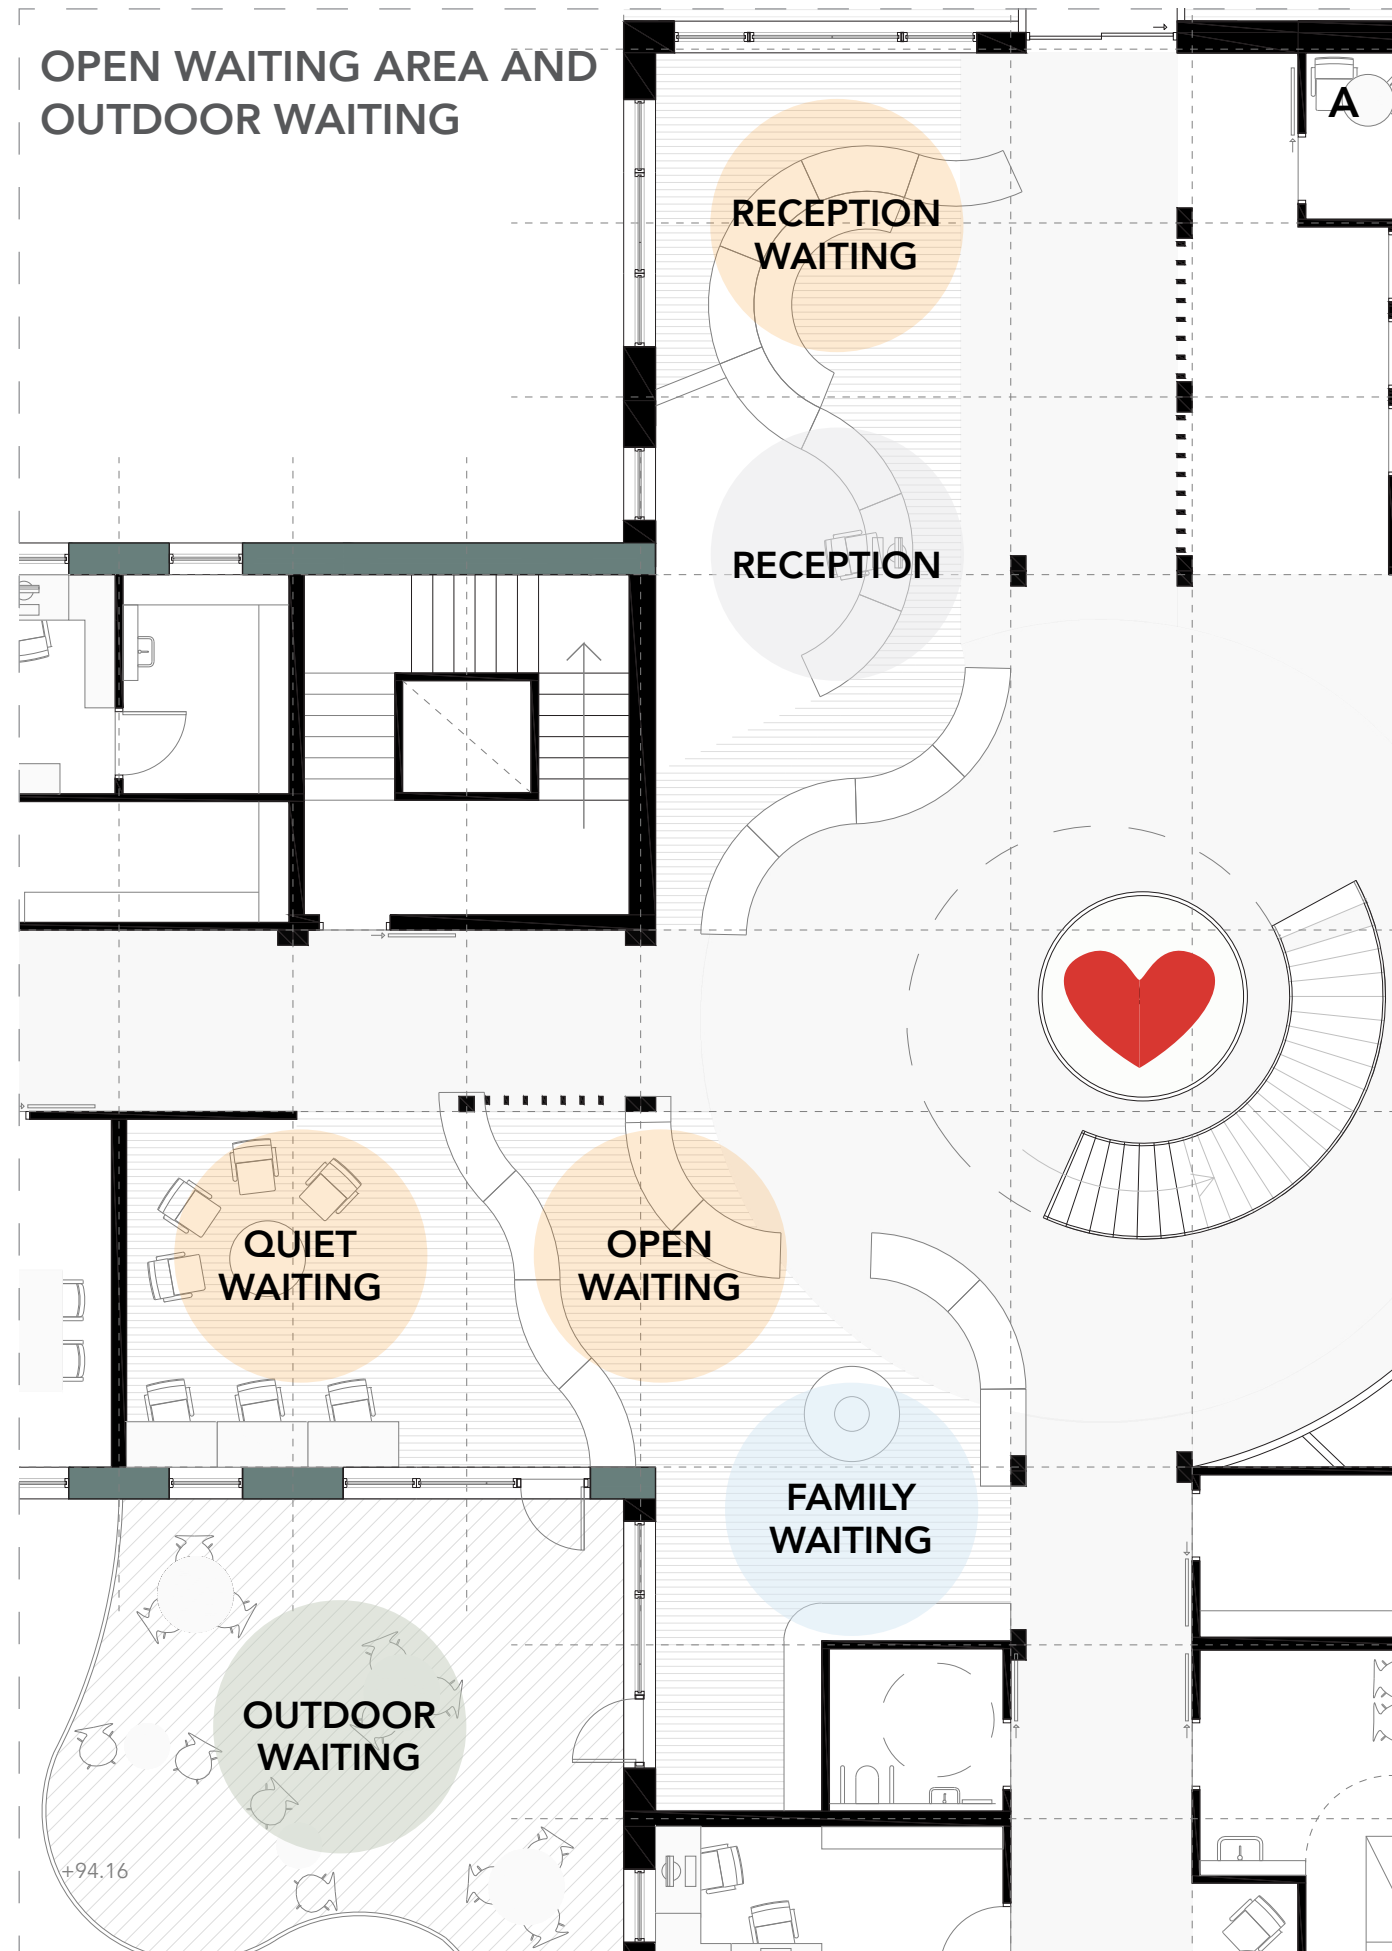 OPEN WAITING AREA AND
OUTDOOR WAITING
A
RECEPTION
WAITING
RECEPTION
QUIET
WAITING
OPEN
WAITING
FAMILY
WAITING
OUTDOOR
WAITING
+94.16